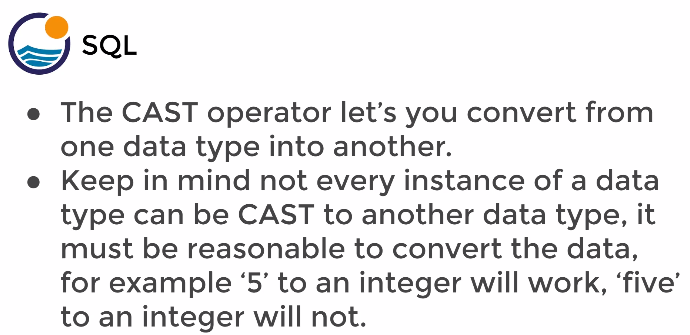 SQL
● The CAST operator let’s you convert from
one data type into another.
● Keep in mind not every instance of a data
type can be CAST to another data type, it
must be reasonable to convert the data,
for example ‘5’ to an integer will work, ‘five’
to an integer will not.